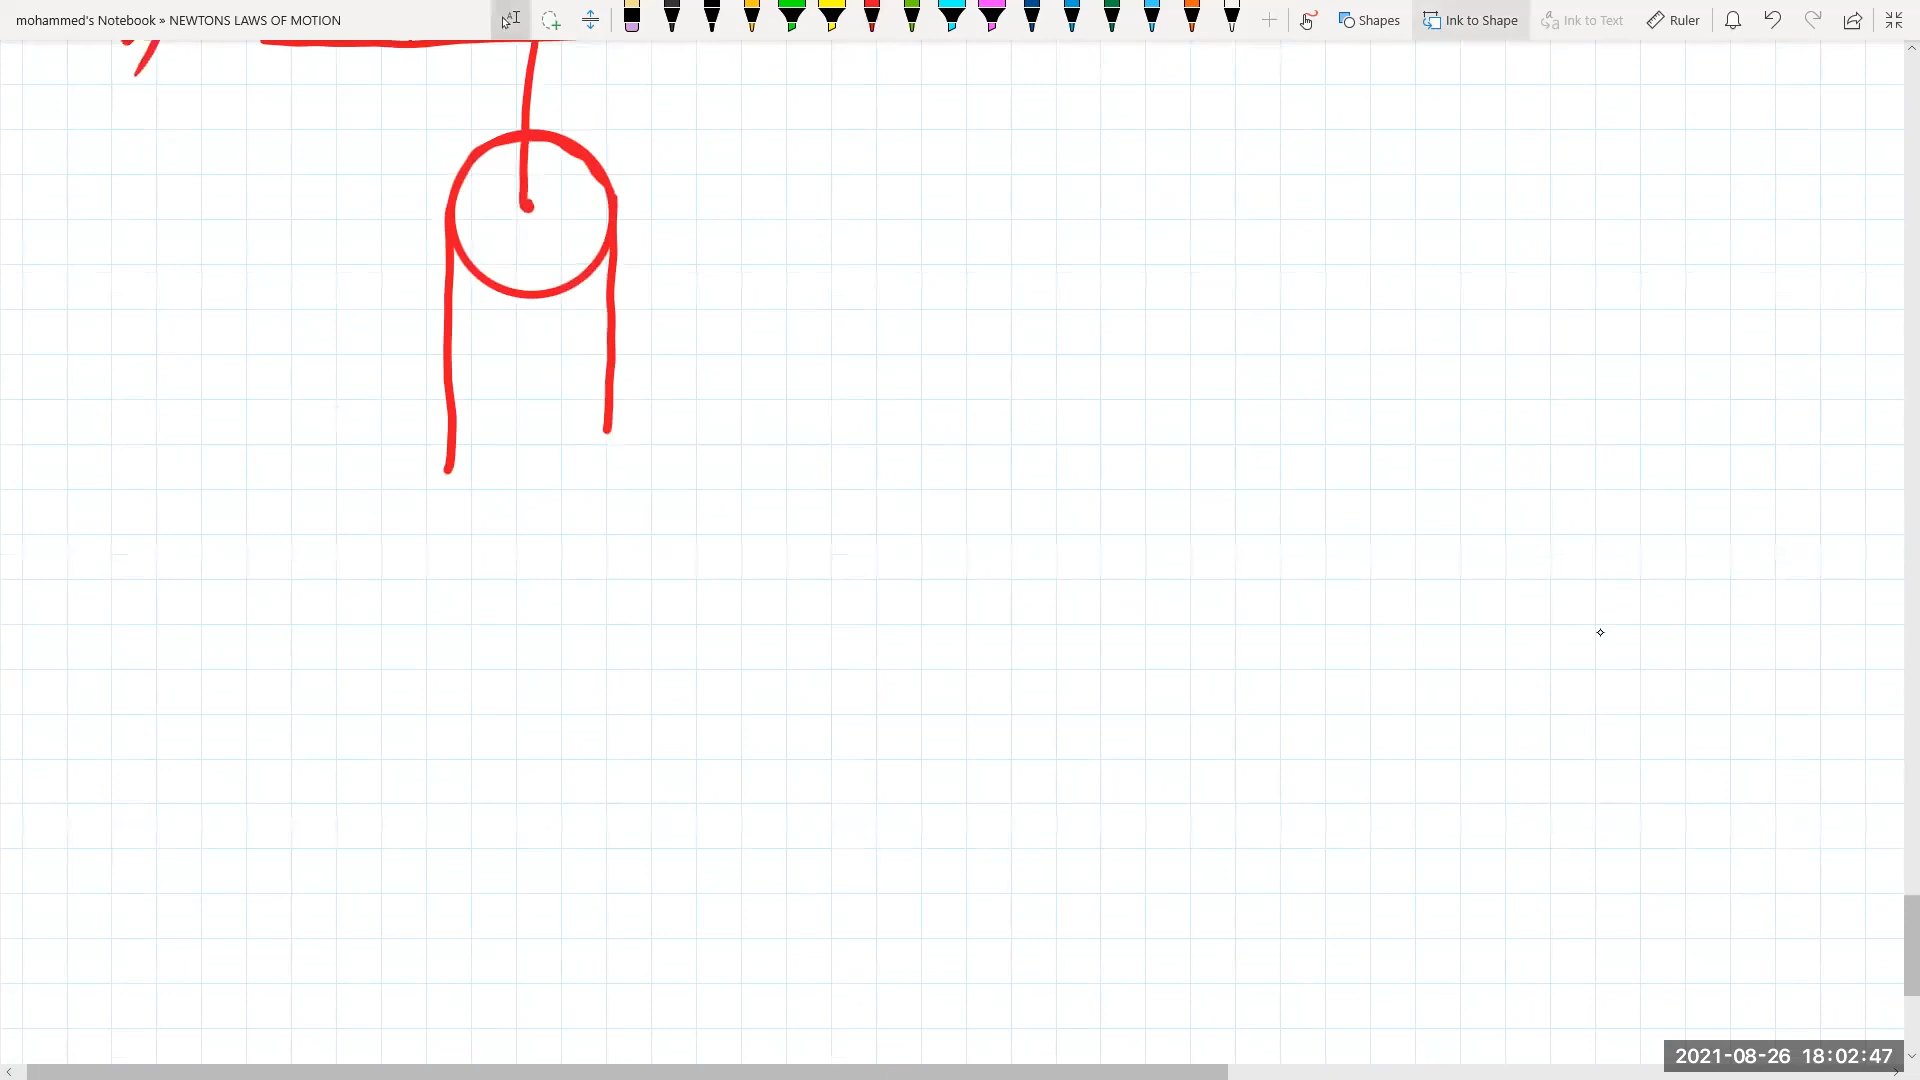 mohammed's Notebook » NEWTONS LAWS OF MOTION
Shapes
Ink to Shape
Ink to Text
Ruler
2021-08-26 18:02:47